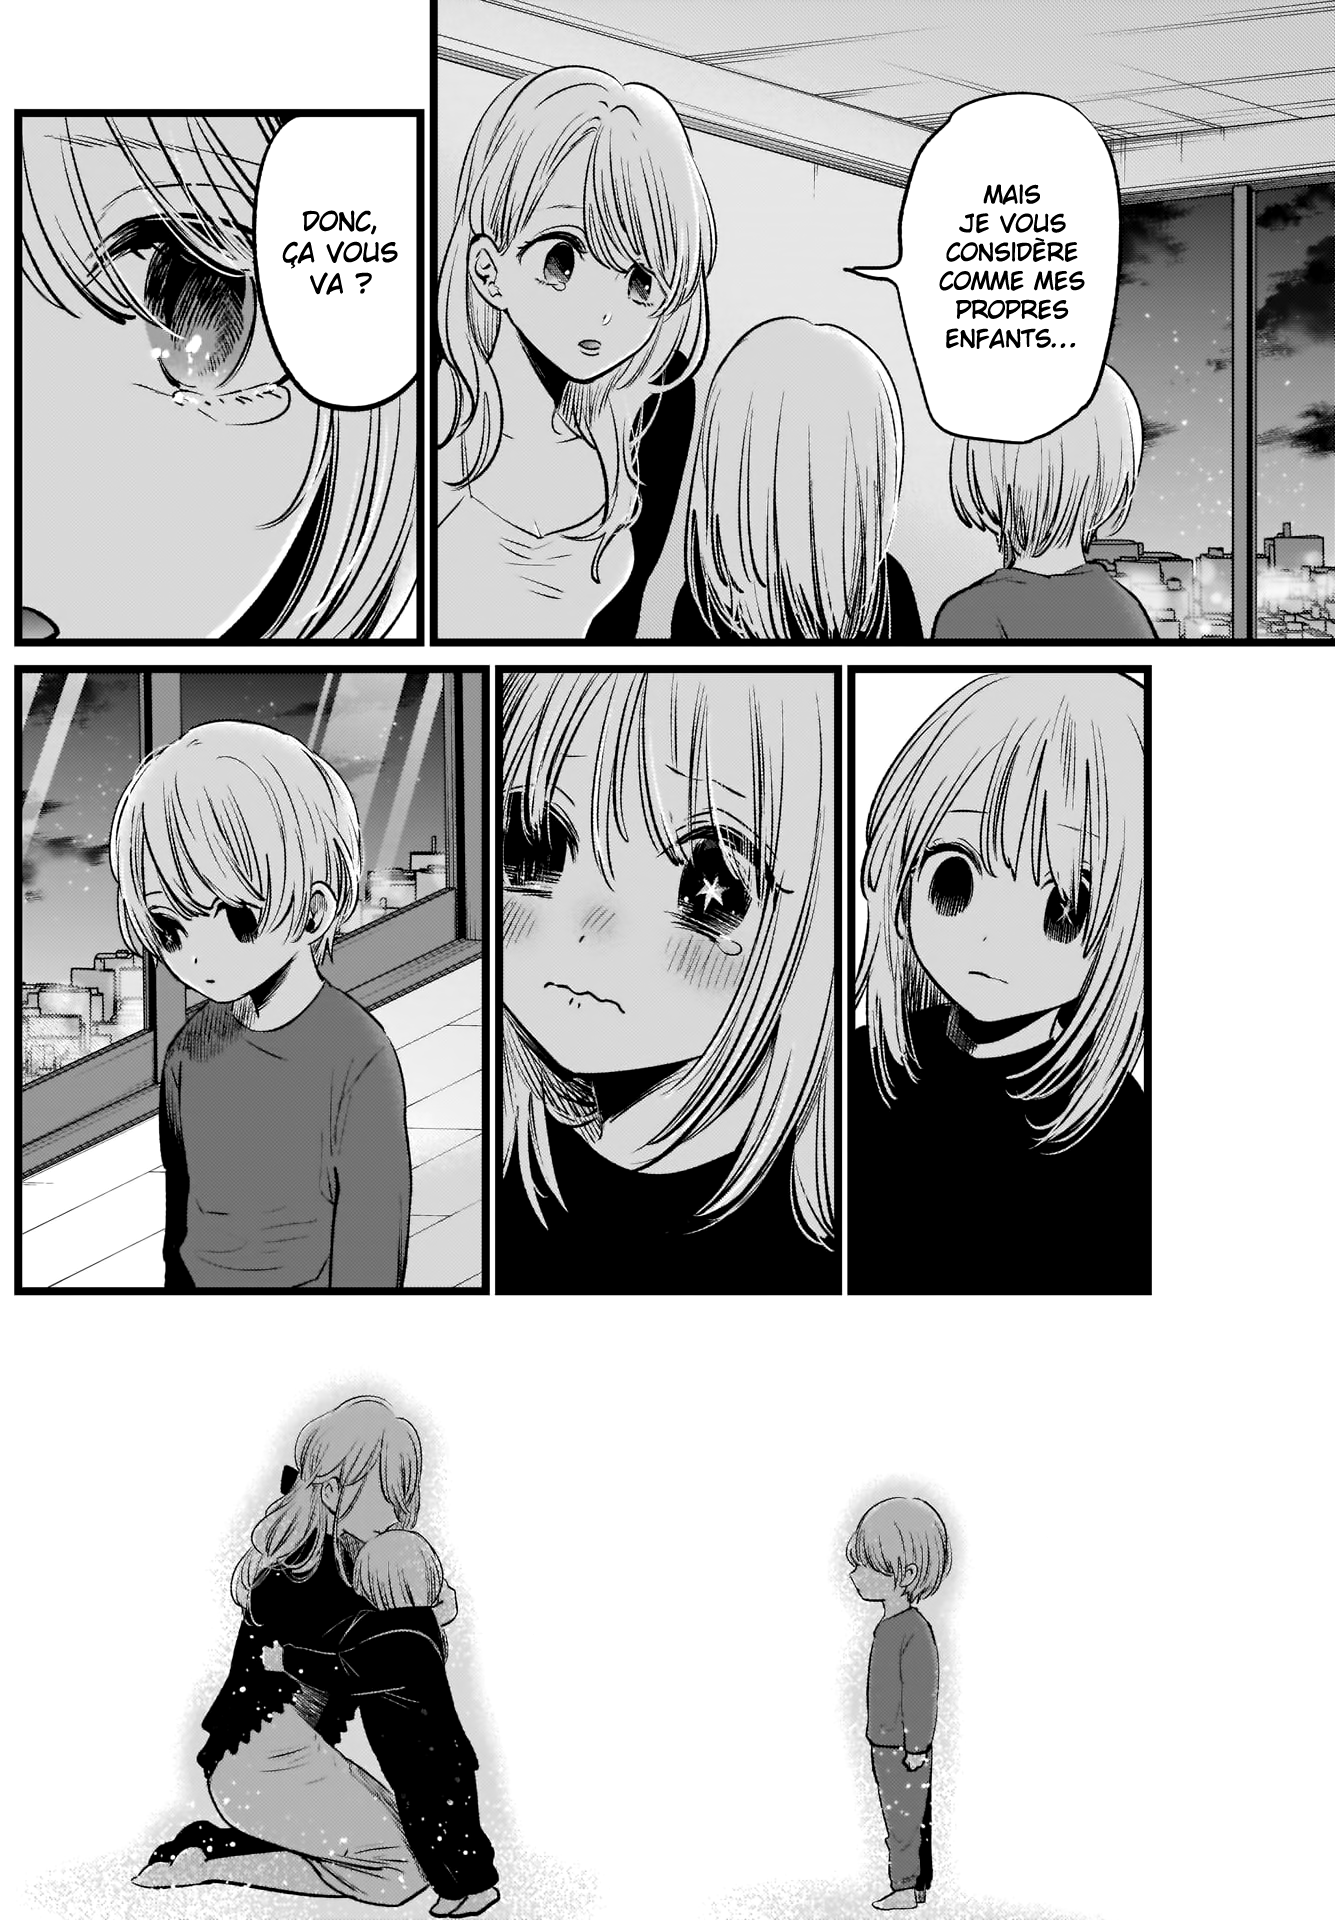 MAIS
JE VOUS
CONSIDÈRE
COMME MES
PROPRES
ENFANTS...
DONC,
ÇA VOUS
VA ?